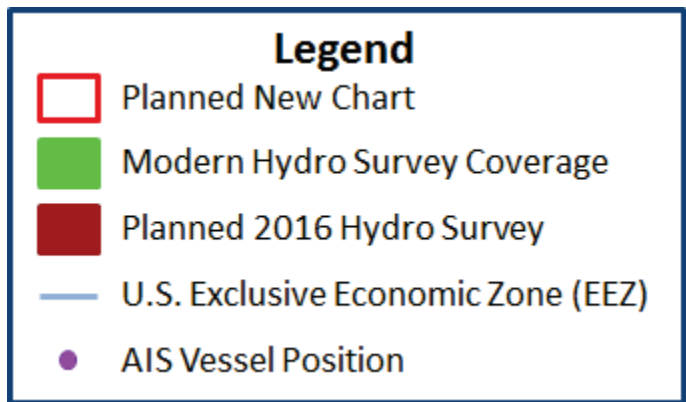 Legend
Planned New Chart
Modern Hydro Survey Coverage
Planned 2016 Hydro Survey
U.S. Exclusive Economic Zone (EEZ)
AIS Vessel Position